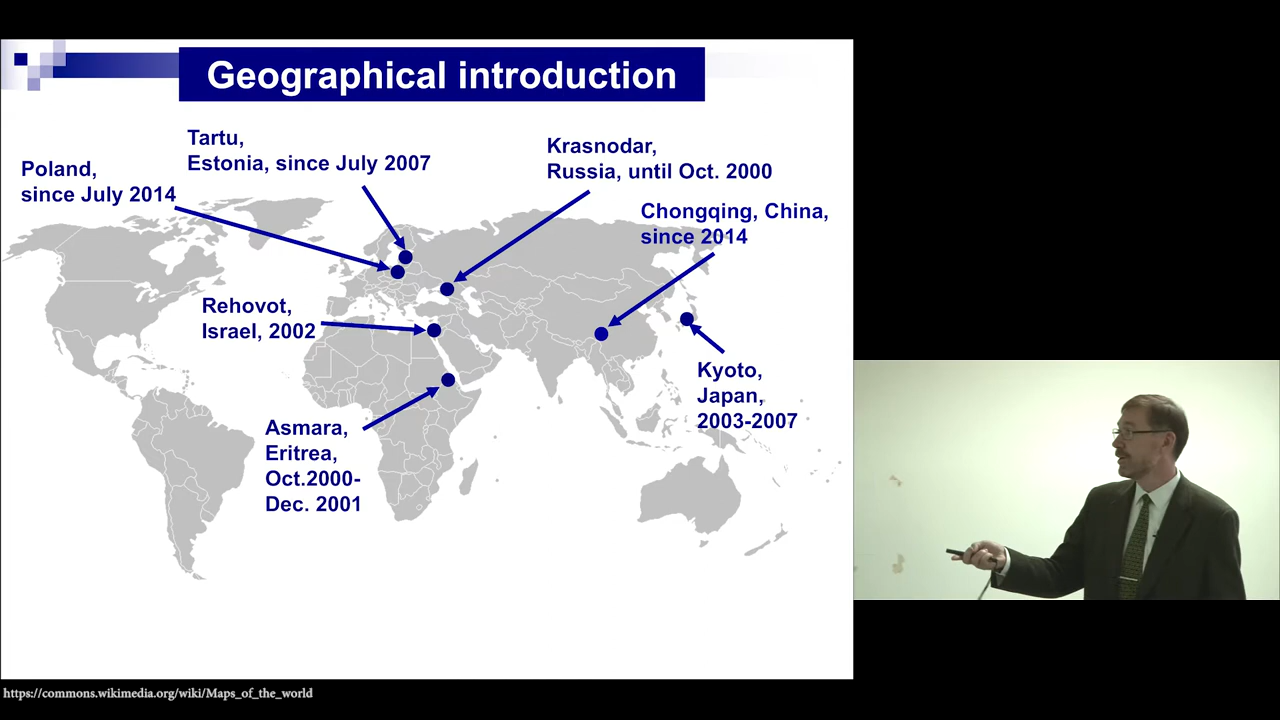 Geographical introduction
Tartu,
Estonia, since July 2007
Poland,
since July 2014
Krasnodar,
Russia, until Oct. 2000
Chongqing, China,
since 2014
Rehovot,
Israel, 2002
Kyoto,
Japan,
2003-2007
Asmara,
Eritrea,
Oct.2000-
Dec. 2001
https://commons.wikimedia.org/wiki/Maps_of_the_world